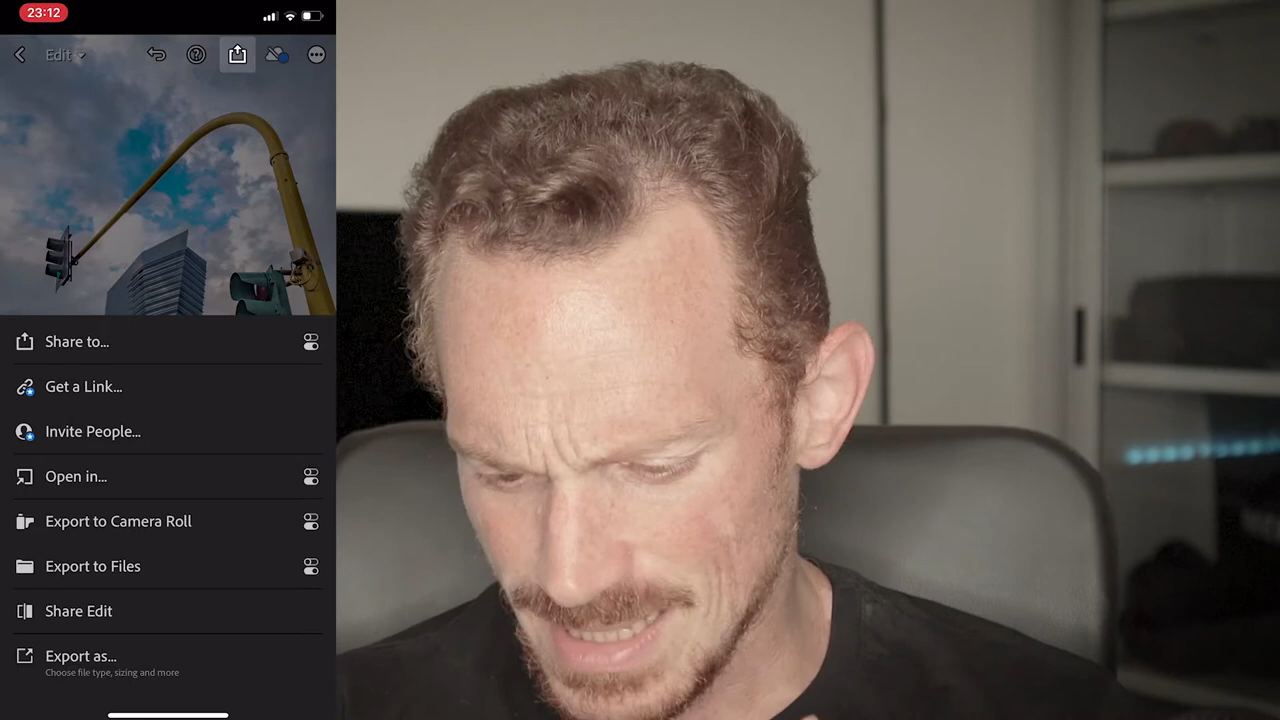 23:12
Edit
Share to...
Get a Link...
Invite People...
Open in...
Export to Camera Roll
Export to Files
Share Edit
Export as...
Choose file type, sizing and more